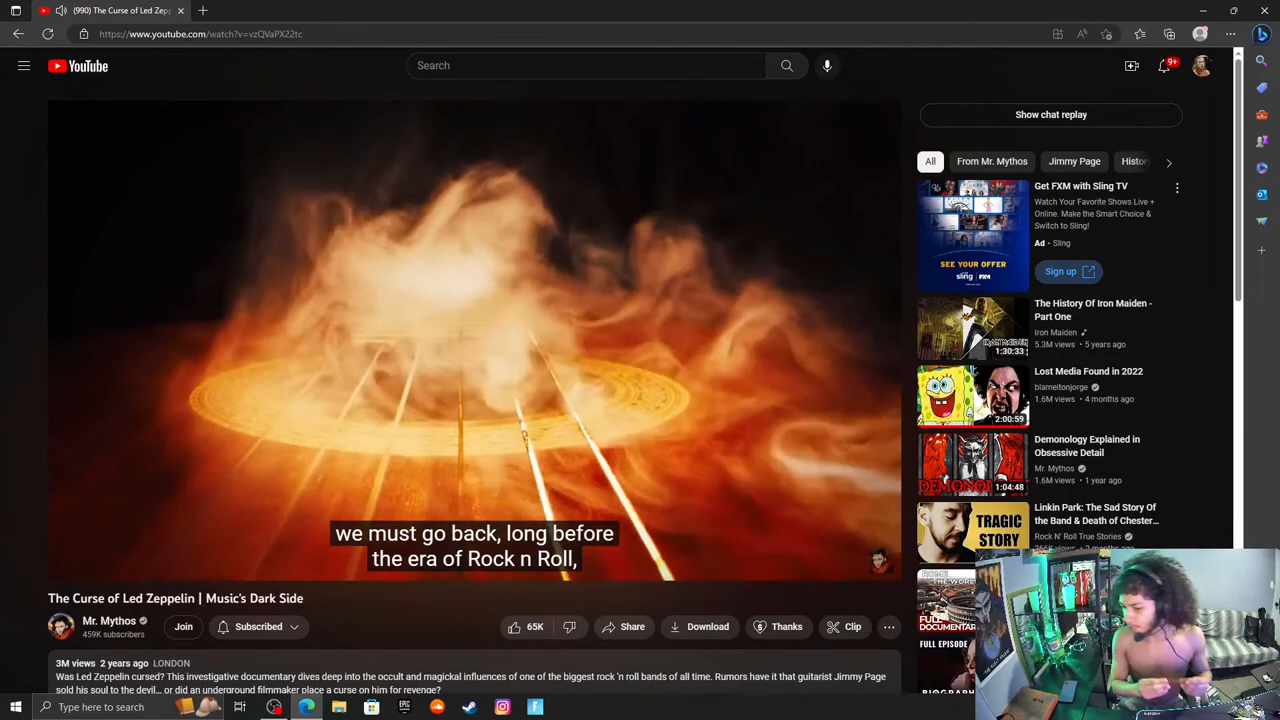 (990) The Curse of Led Zepp
https://www.youtube.com/watch?v=vzQVaPX22tc
YouTube
Search
9+
Show chat replay
All
From Mr. Mythos
Jimmy Page
History
Get FXM with Sling TV
Watch Your Favorite Shows Live +
Online. Make the Smart Choice &
Switch to Sling!
Ad · Sling
SEE YOUR OFFER
sling FXM
Sign up
The History Of Iron Maiden -
Part One
Iron Maiden
5.3M views • 5 years ago
1:30:33
Lost Media Found in 2022
blameitonjorge
1.6M views • 4 months ago
2:00:59
Demonology Explained in
Obsessive Detail
Mr. Mythos
1.6M views • 1 year ago
DEMONOL
1:04:48
Linkin Park: The Sad Story Of
the Band & Death of Chester...
Rock N' Roll True Stories
TRAGIC
STORY
we must go back, long before
the era of Rock n Roll,
The Curse of Led Zeppelin | Music's Dark Side
Mr. Mythos
459K subscribers
Join
Subscribed
65K
Share
Download
Thanks
Clip
3M views 2 years ago LONDON
Was Led Zeppelin cursed? This investigative documentary dives deep into the occult and magickal influences of one of the biggest rock 'n roll bands of all time. Rumors have it that guitarist Jimmy Page
sold his soul to the devil... or did an underground filmmaker place a curse on him for revenge?
FULL EPISODE
Type here to search